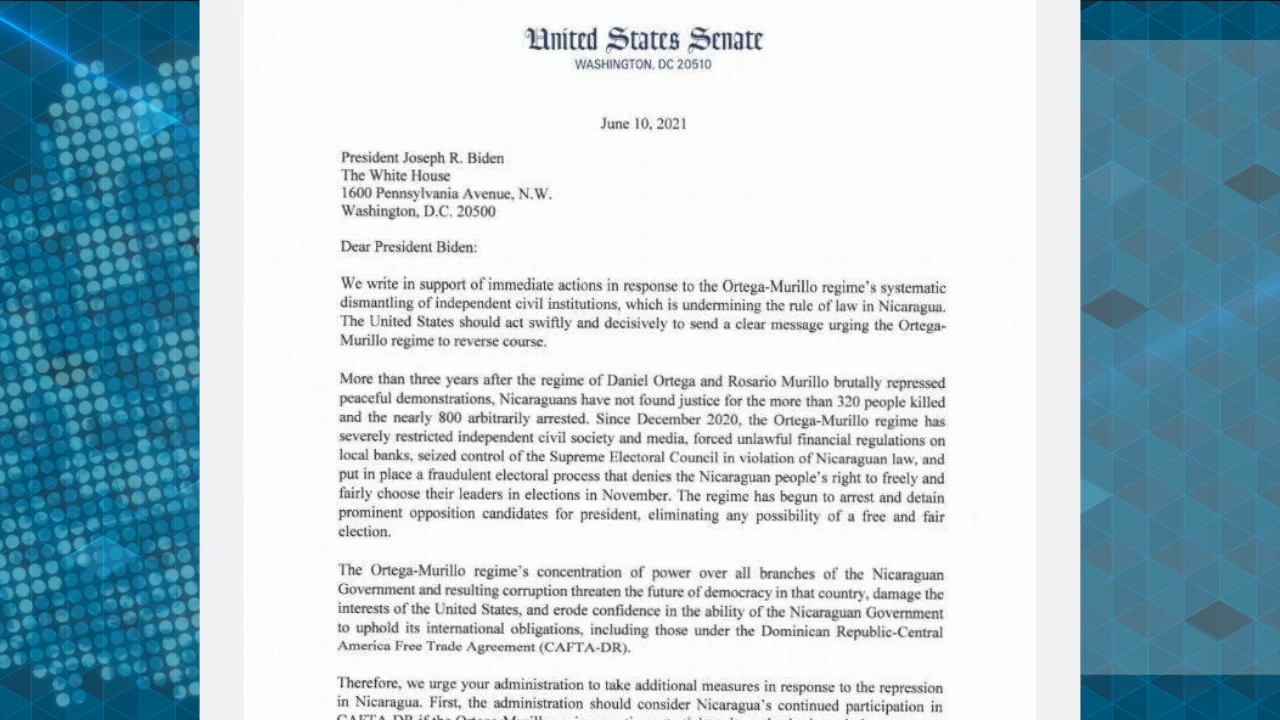 United States Senate
WASHINGTON, DC 20510
June 10, 2021
President Joseph R. Biden
The White House
1600 Pennsylvania Avenue, N.W.
Washington, D.C. 20500
Dear President Biden:
We write in support of immediate actions in response to the Ortega-Murillo regime's systematic
dismantling of independent civil institutions, which is undermining the rule of law in Nicaragua.
The United States should act swiftly and decisively to send a clear message urging the Ortega-
Murillo regime to reverse course.
More than three years after the regime of Daniel Ortega and Rosario Murillo brutally repressed
peaceful demonstrations, Nicaraguans have not found justice for the more than 320 people killed
and the nearly 800 arbitrarily arrested. Since December 2020, the Ortega-Murillo regime has
severely restricted independent civil society and media, forced unlawful financial regulations on
local banks, seized control of the Supreme Electoral Council in violation of Nicaraguan law, and
put in place a fraudulent electoral process that denies the Nicaraguan people's right to freely and
fairly choose their leaders in elections in November. The regime has begun to arrest and detain
prominent opposition candidates for president, eliminating any possibility of a free and fair
election.
The Ortega-Murillo regime's concentration of power over all branches of the Nicaraguan
Government and resulting corruption threaten the future of democracy in that country, damage the
interests of the United States, and erode confidence in the ability of the Nicaraguan Government
to uphold its international obligations, including those under the Dominican Republic-Central
America Free Trade Agreement (CAFTA-DR).
Therefore, we urge your administration to take additional measures in response to the repression
in Nicaragua. First, the administration should consider Nicaragua's continued participation in
CAFTA-DR if the